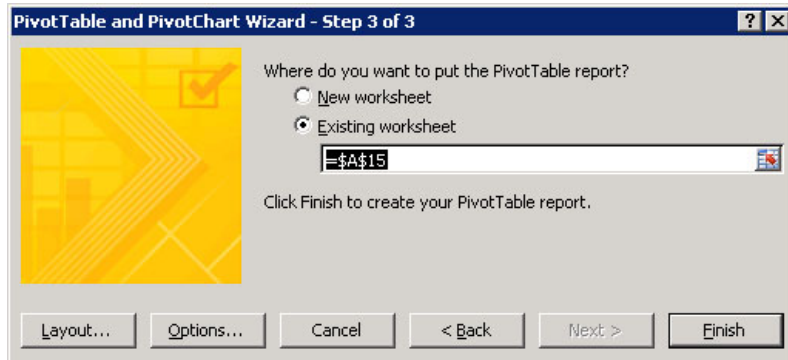 PivotTable and PivotChart Wizard - Step 3 of 3
Where do you want to put the PivotTable report?
New worksheet
Existing worksheet
=$A$15
Click Finish to create your PivotTable report.
Layout... Options... Cancel < Back Next > Finish